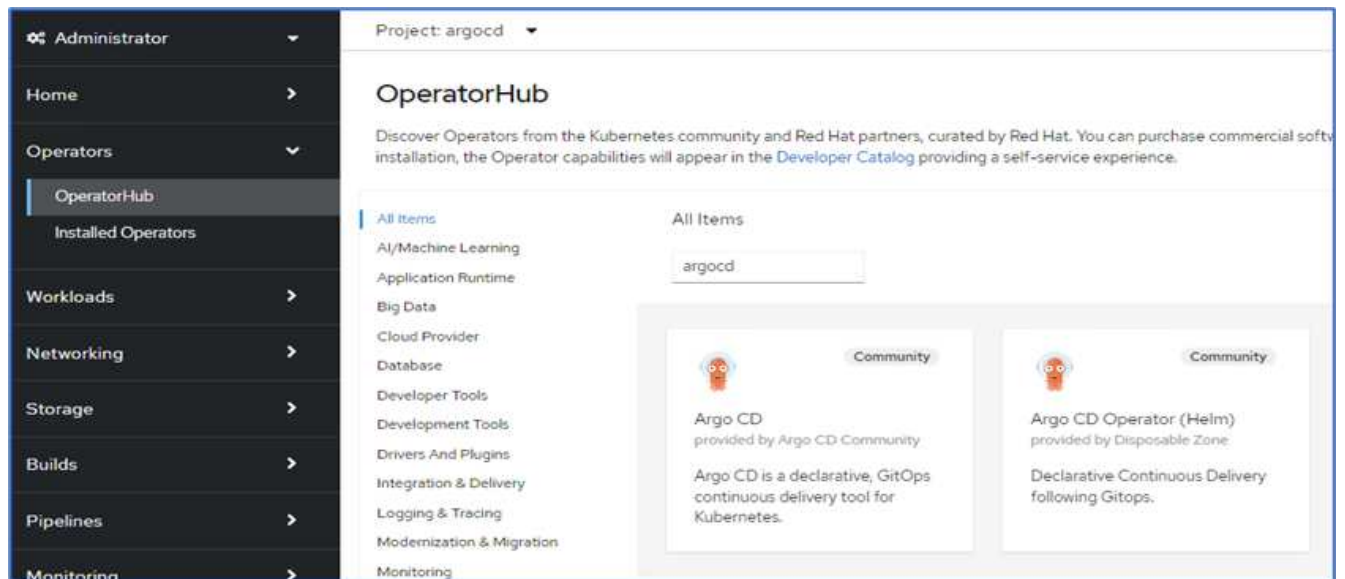 Administrator
Home
Operators
OperatorHub
Installed Operators
Workloads
Networking
Storage
Builds
Pipelines
Monitoring
Project: argocd
OperatorHub
Discover Operators from the Kubernetes community and Red Hat partners, curated by Red Hat. You can purchase commercial softw
installation, the Operator capabilities will appear in the Developer Catalog providing a self-service experience.
All Items
AI/Machine Learning
Application Runtime
Big Data
Cloud Provider
Database
Developer Tools
Development Tools
Drivers And Plugins
Integration & Delivery
Logging & Tracing
Modernization & Migration
Monitoring
All Items
argocd
Community
Argo CD
provided by Argo CD Community
Argo CD is a declarative, GitOps
continuous delivery tool for
Kubernetes.
Community
Argo CD Operator (Helm)
provided by Disposable Zone
Declarative Continuous Delivery
following Gitops.